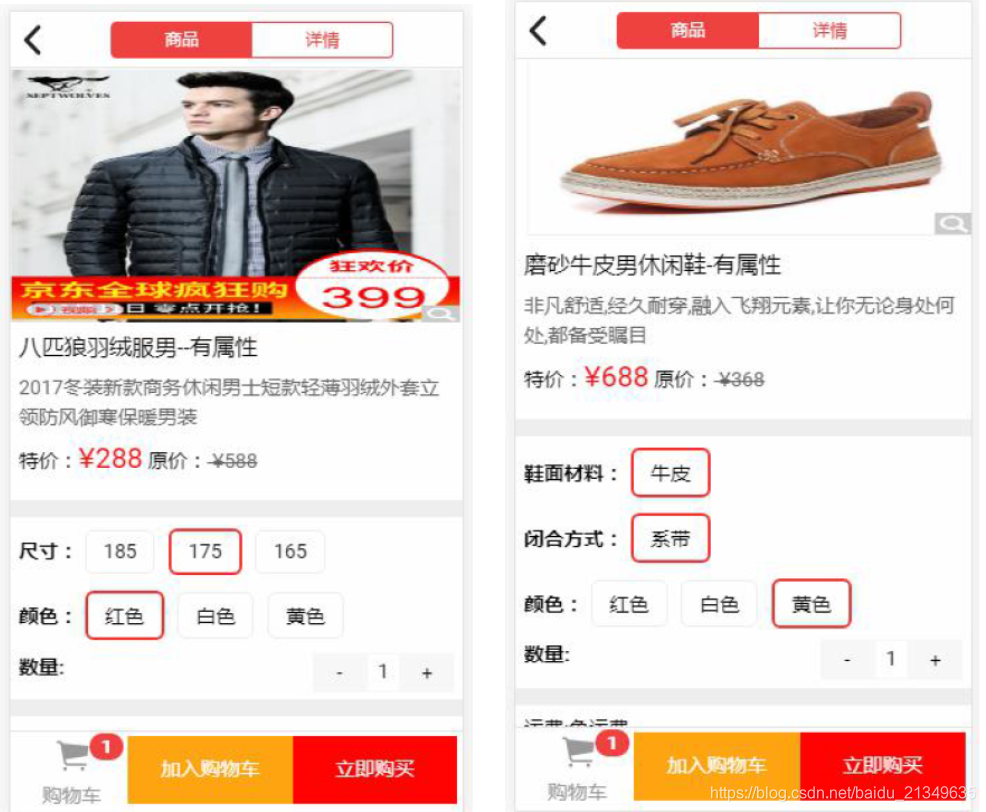 商品 详情
SEPTWOLVES
狂欢价
399
京东全球疯狂购
日 零点开抢!
八匹狼羽绒服男--有属性
2017冬装新款商务休闲男士短款轻薄羽绒外套立
领防风御寒保暖男装
特价:¥288 原价:¥588
尺寸: 185 175 165
颜色: 红色 白色 黄色
数量: - 1 +
1
购物车 加入购物车 立即购买
商品 详情
磨砂牛皮男休闲鞋-有属性
非凡舒适,经久耐穿,融入飞翔元素,让你无论身处何
处,都备受瞩目
特价:¥688 原价:¥368
鞋面材料: 牛皮
闭合方式: 系带
颜色: 红色 白色 黄色
数量: - 1 +
运费:免运费
1
购物车 加入购物车 立即购买
https://blog.csdn.net/baidu_21349635